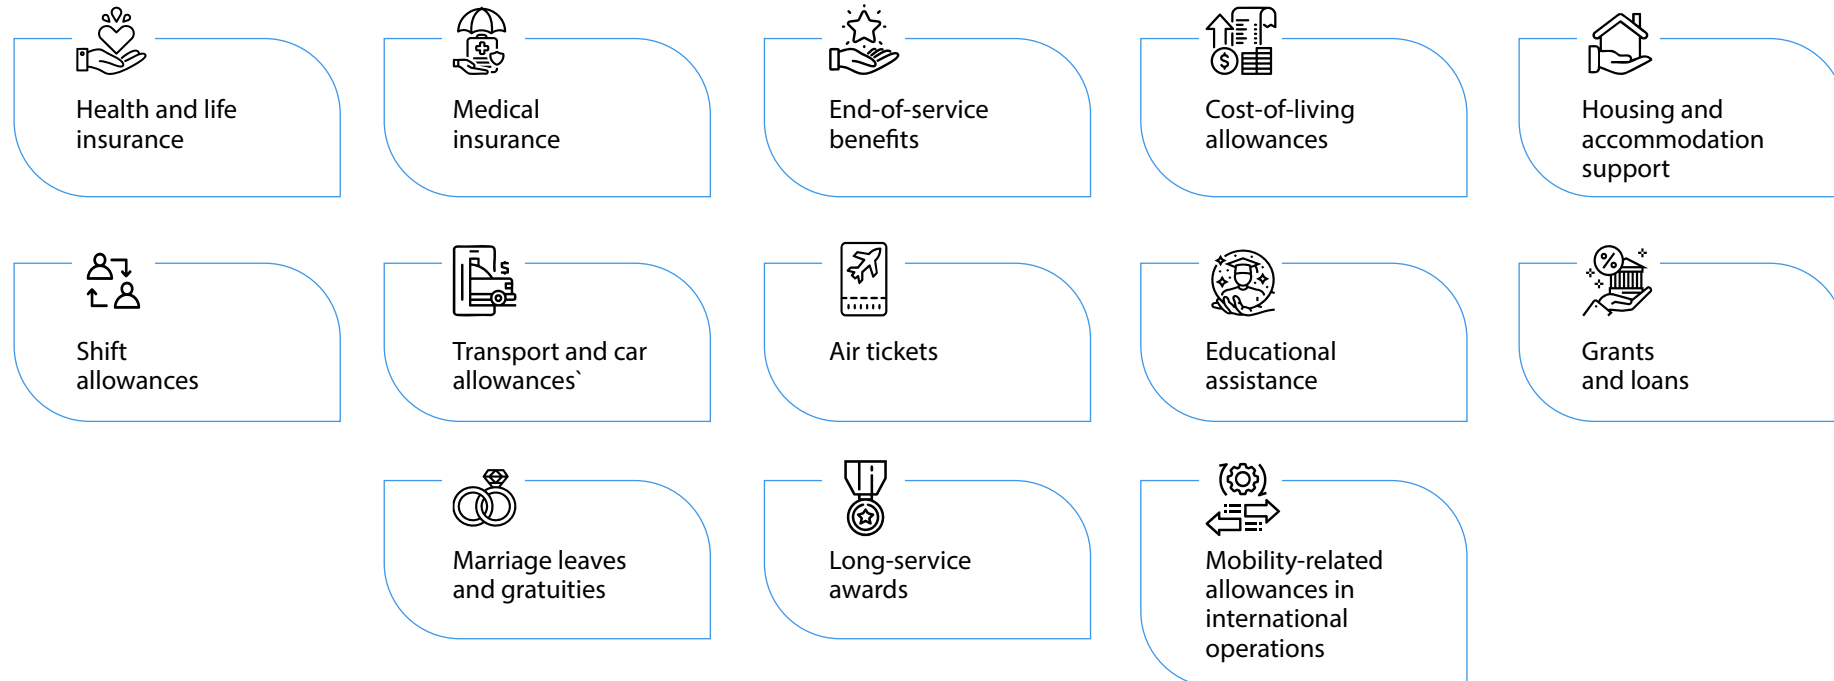 Health and life
insurance
Medical
insurance
End-of-service
benefits
Cost-of-living
allowances
Housing and
accommodation
support
Shift
allowances
Transport and car
allowances`
Air tickets
Educational
assistance
Grants
and loans
Marriage leaves
and gratuities
Long-service
awards
Mobility-related
allowances in
international
operations